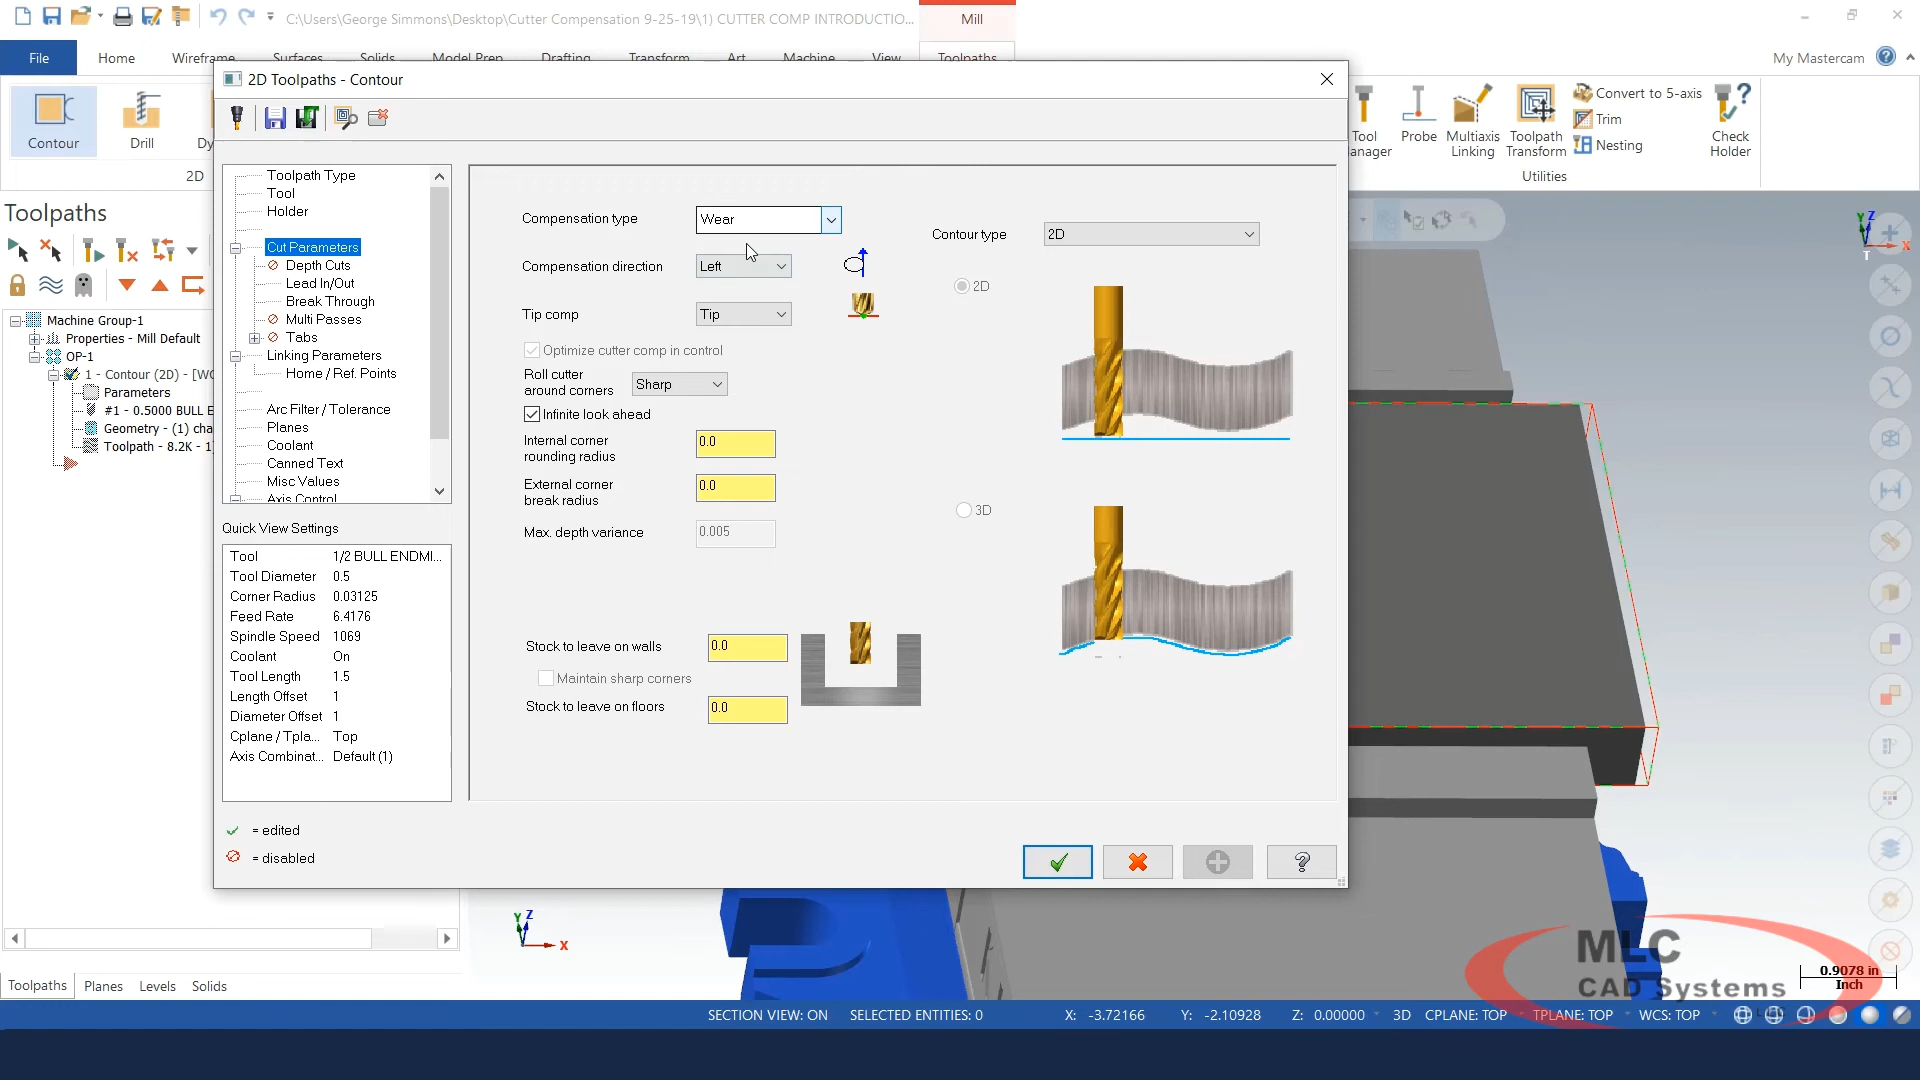 C:\Users\George Simmons\Desktop\Cutter Compensation 9-25-19\1) CUTTER COMP INTRODUCTIO...
Mill
File
Home
Wireframe
Surfaces
Solids
Model Prep
Drafting
Transform
Art
Machine
View
Toolpaths
My Mastercam
2D Toolpaths - Contour
Contour
Drill
Dy
2D
Tool
anager
Probe
Multiaxis
Linking
Toolpath
Transform
Convert to 5-axis
Trim
Nesting
Check
Holder
Utilities
Toolpaths
Machine Group-1
Properties - Mill Default
OP-1
1 - Contour (2D) - [WC
Parameters
#1 - 0.5000 BULL E
Geometry - (1) cha
Toolpath - 8.2K - 1
Toolpath Type
Tool
Holder
Cut Parameters
Depth Cuts
Lead In/Out
Break Through
Multi Passes
Tabs
Linking Parameters
Home / Ref. Points
Arc Filter / Tolerance
Planes
Coolant
Canned Text
Misc Values
Axis Control
Quick View Settings
Tool 1/2 BULL ENDMI...
Tool Diameter 0.5
Corner Radius 0.03125
Feed Rate 6.4176
Spindle Speed 1069
Coolant On
Tool Length 1.5
Length Offset 1
Diameter Offset 1
Cplane / Tpla... Top
Axis Combinat... Default (1)
= edited
= disabled
Compensation type Wear
Compensation direction Left
Tip comp Tip
Optimize cutter comp in control
Roll cutter
around corners Sharp
Infinite look ahead
Internal corner
rounding radius 0.0
External corner
break radius 0.0
Max. depth variance 0.005
Stock to leave on walls 0.0
Maintain sharp corners
Stock to leave on floors 0.0
Contour type 2D
2D
3D
Y Z
X
T
Y Z
X
MLC
CAD Systems
0.9078 in
Inch
Toolpaths
Planes
Levels
Solids
SECTION VIEW: ON SELECTED ENTITIES: 0 X: -3.72166 Y: -2.10928 Z: 0.00000 3D CPLANE: TOP TPLANE: TOP WCS: TOP